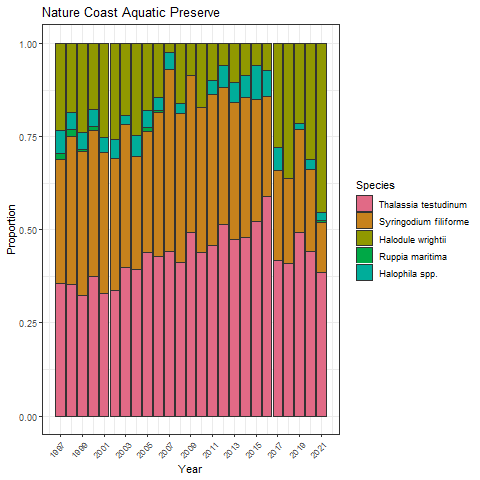 Nature Coast Aquatic Preserve
1.00
0.75
0.50
0.25
0.00
Proportion
1997
1999
2001
2003
2005
2007
2009
2011
2013
2015
2017
2019
2021
Year
Species
Thalassia testudinum
Syringodium filiforme
Halodule wrightii
Ruppia maritima
Halophila spp.